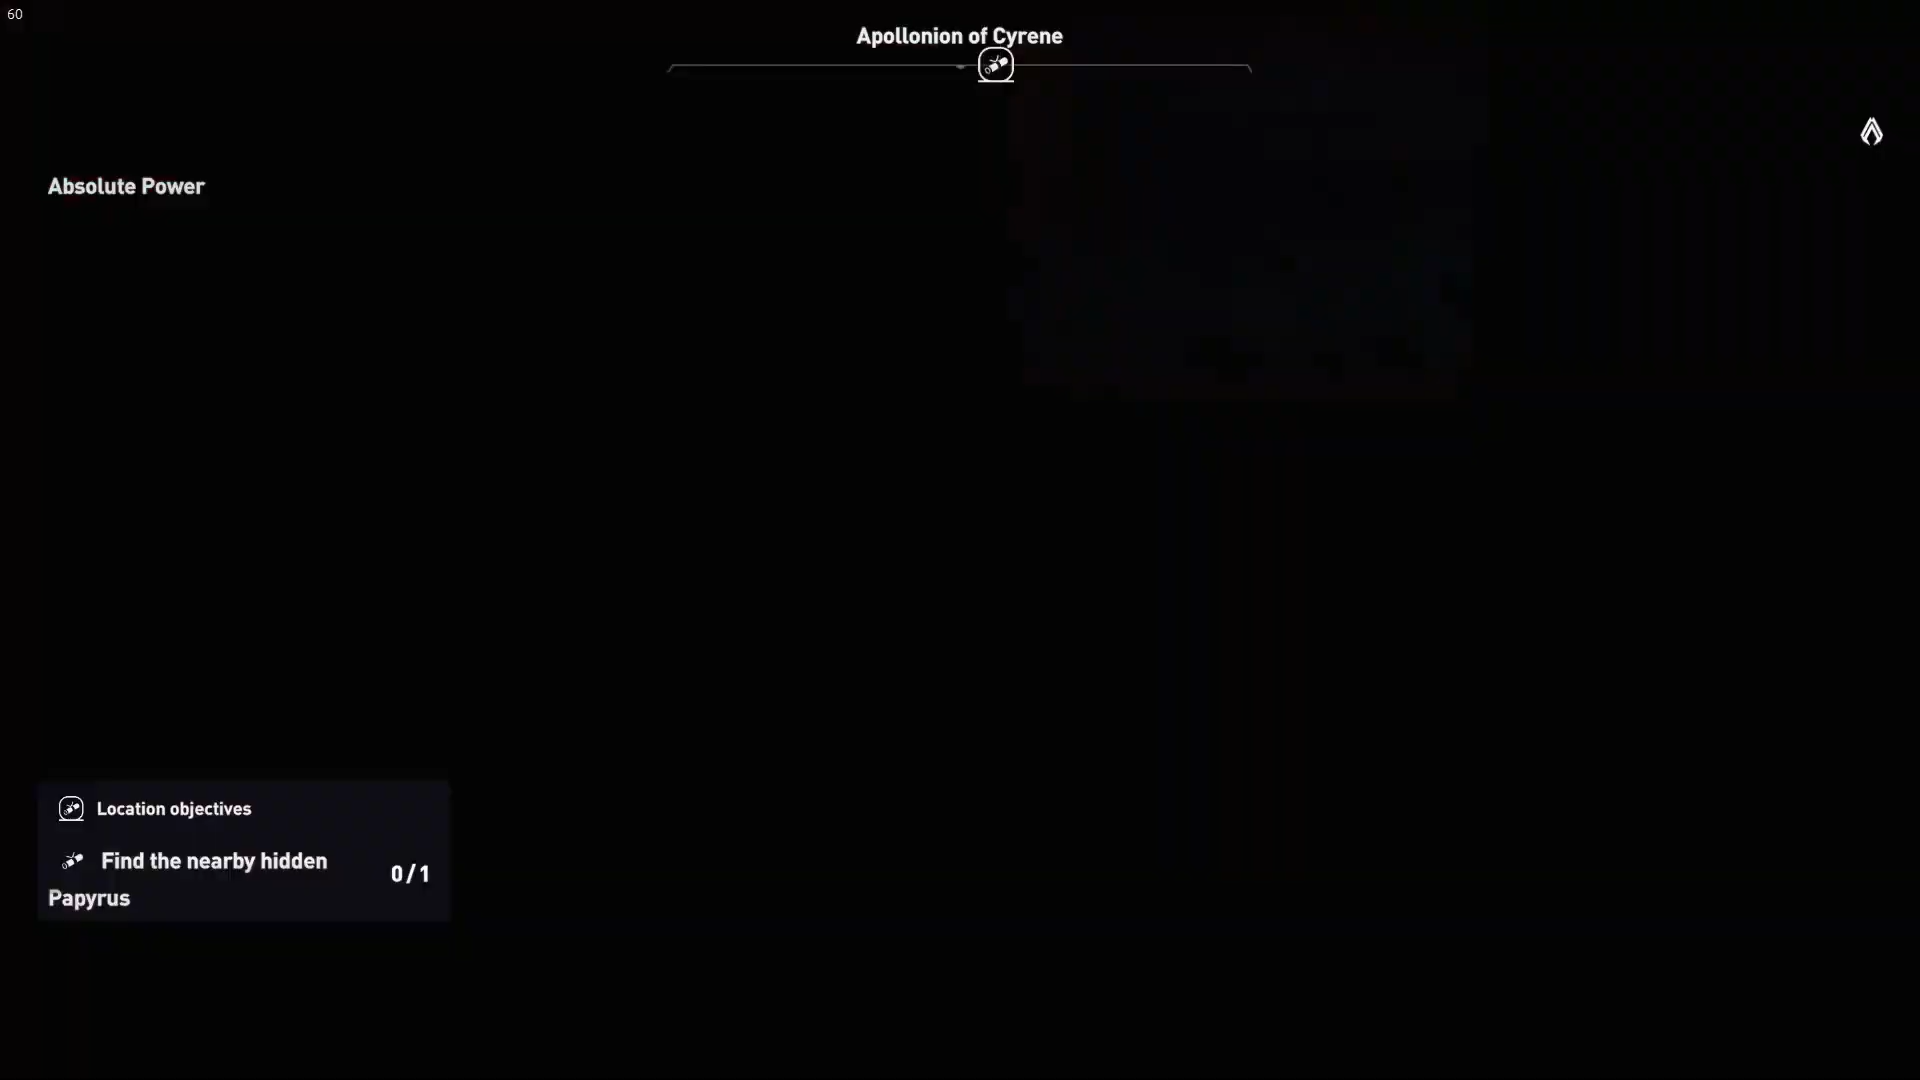 60
Apollonion of Cyrene
Absolute Power
Location objectives
Find the nearby hidden
Papyrus
0/1